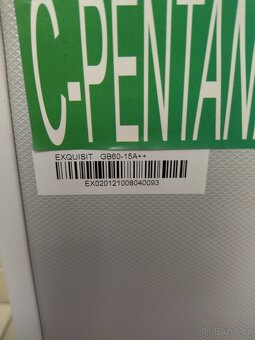 C-PENTAN
EXQUISIT GB60-15A++
EX020121008040093